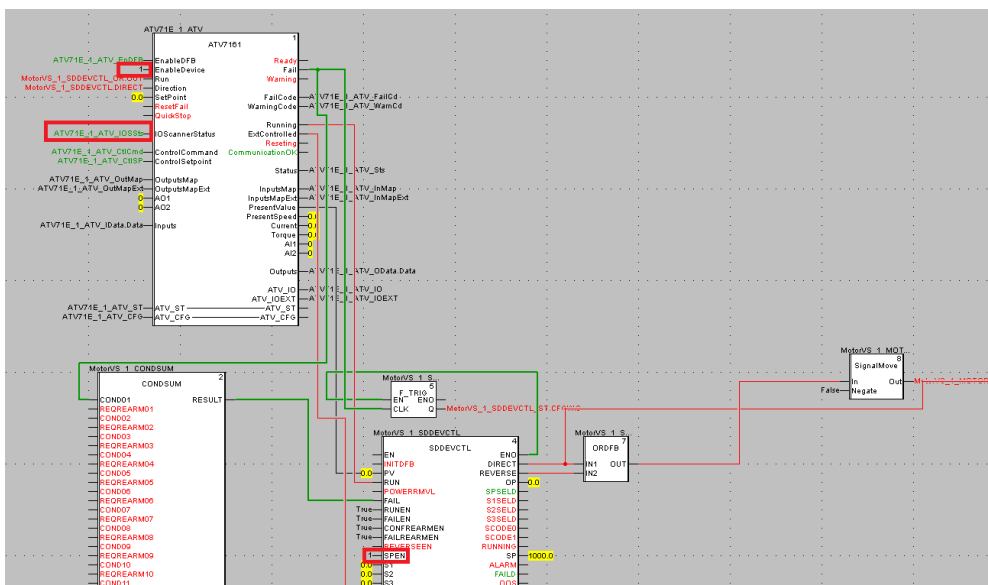 ATV71E_1_ATV
1
ATV7161
ATV71E_1_ATV_EnDFB EnableDFB Ready
1 EnableDevice Fail
Run Warning
MotorVS_1_SDDEVCTL.DIRECT Direction
0.0 SetPoint FailCode ATV71E_1_ATV_FailCd
ResetFail WarningCode ATV71E_1_ATV_WarnCd
QuickStop
Running
ATV71E_1_ATV_IOSSts IOScannerStatus ExtControlled
Reseting
ATV71E_1_ATV_CtlCmd ControlCommand CommunicationOK
ATV71E_1_ATV_CtlSP ControlSetpoint
Status ATV71E_1_ATV_Sts
ATV71E_1_ATV_OutMap OutputsMap
ATV71E_1_ATV_OutMapExt OutputsMapExt InputsMap ATV71E_1_ATV_InMap
0 AO1 InputsMapExt ATV71E_1_ATV_InMapExt
0 AO2 PresentValue
PresentSpeed
ATV71E_1_ATV_IData.Data Inputs Current
Torque
AI1 0
AI2 0
Outputs ATV71E_1_ATV_OData.Data
ATV_IO ATV71E_1_ATV_IO
ATV_IOEXT ATV71E_1_ATV_IOEXT
ATV71E_1_ATV_ST ATV_ST ATV_ST
ATV71E_1_ATV_CFG ATV_CFG ATV_CFG
MotorVS_1_MOT...
8
SignalMove
In Out
False Negate
MotorVS_1_CONDSUM
2
CONDSUM
COND01 RESULT
REQREARM01
COND02
REQREARM02
COND03
REQREARM03
COND04
REQREARM04
COND05
REQREARM05
COND06
REQREARM06
COND07
REQREARM07
COND08
REQREARM08
COND09
REQREARM09
COND10
REQREARM10
COND11
MotorVS_1_S...
5
F_TRIG
EN ENO
CLK Q
MotorVS_1_S...
7
ORDFB
IN1 OUT
IN2
MotorVS_1_SDDEVCTL
4
SDDEVCTL
EN ENO
INITDFB DIRECT
0.0 PV REVERSE
RUN OP 0.0
POWERRMVL SPSELD
FAIL S1SELD
True RUNEN S2SELD
True FAILEN S3SELD
True CONFREARMEN SCODE0
True FAILREARMEN SCODE1
REVERSEEN RUNNING
1 SPEN SP 1000.0
0.0 S1 ALARM
0.0 S2 FAILD
0.0 S3 OOS